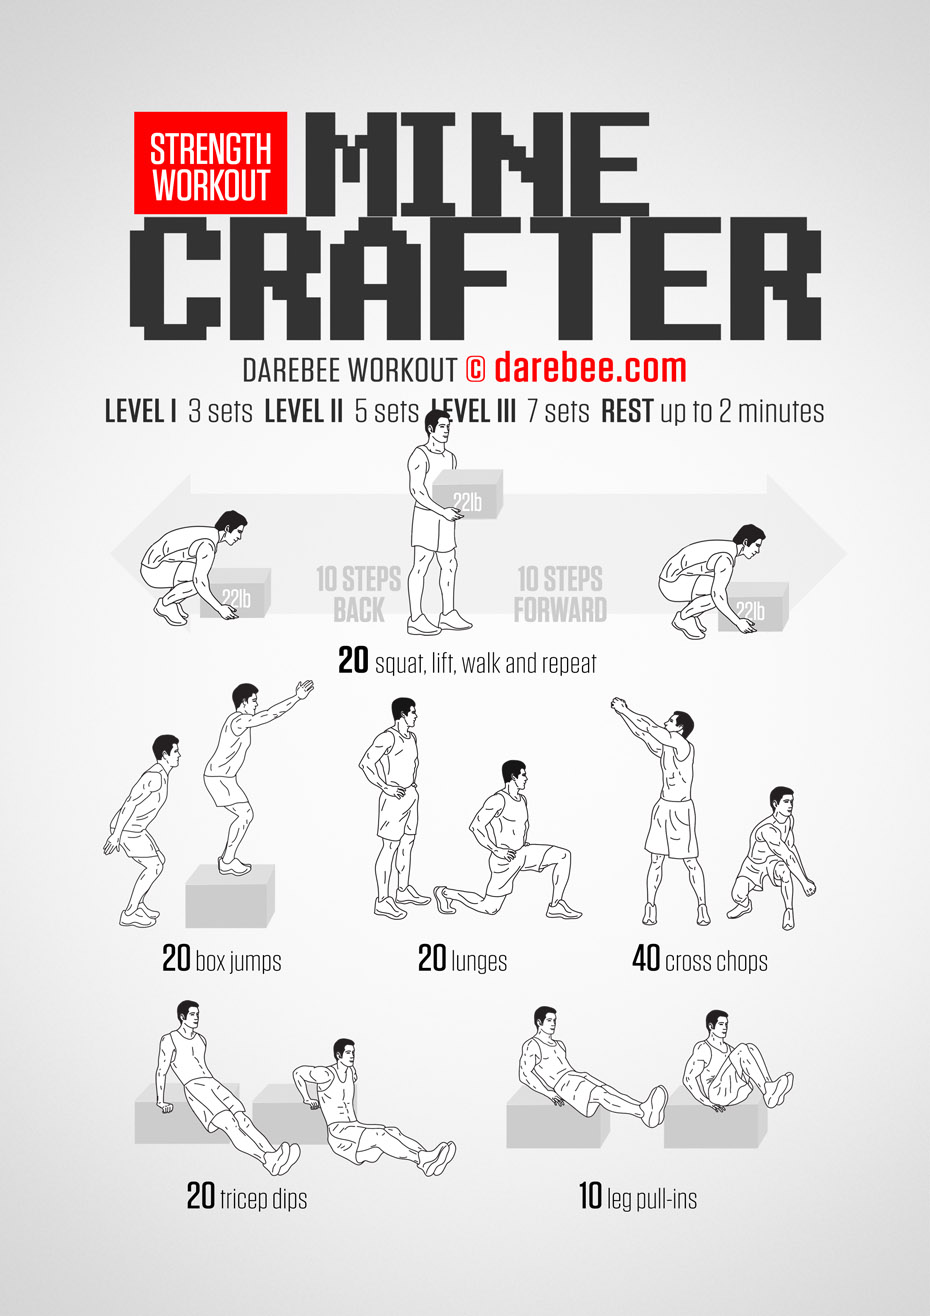 STRENGTH
WORKOUT
MINE
CRAFTER
DAREBEE WORKOUT © darebee.com
LEVEL I 3 sets LEVEL II 5 sets LEVEL III 7 sets REST up to 2 minutes
22lb
22lb
10 STEPS
BACK
10 STEPS
FORWARD
22lb
20 squat, lift, walk and repeat
20 box jumps
20 lunges
40 cross chops
20 tricep dips
10 leg pull-ins